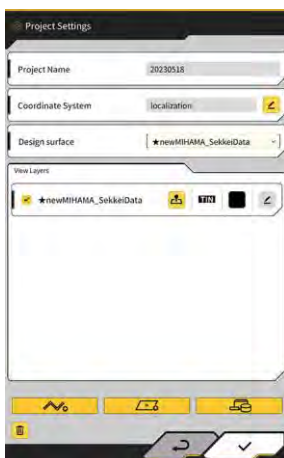 Project Settings
Project Name 20230518
Coordinate System localization
Design surface ★newMIHAMA_SekkeiData
View Layers
★newMIHAMA_SekkeiData TIN